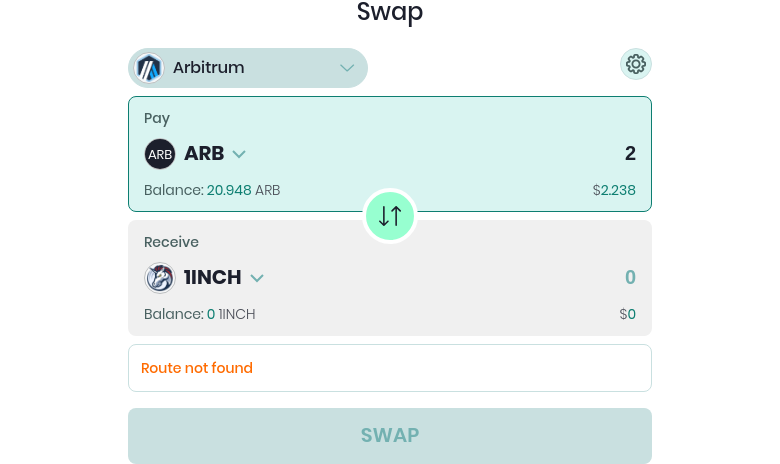 Swap
Arbitrum
Pay
ARB ARB 2
Balance: 20.948 ARB $2.238
Receive
1INCH 0
Balance: 0 1INCH $0
Route not found
SWAP